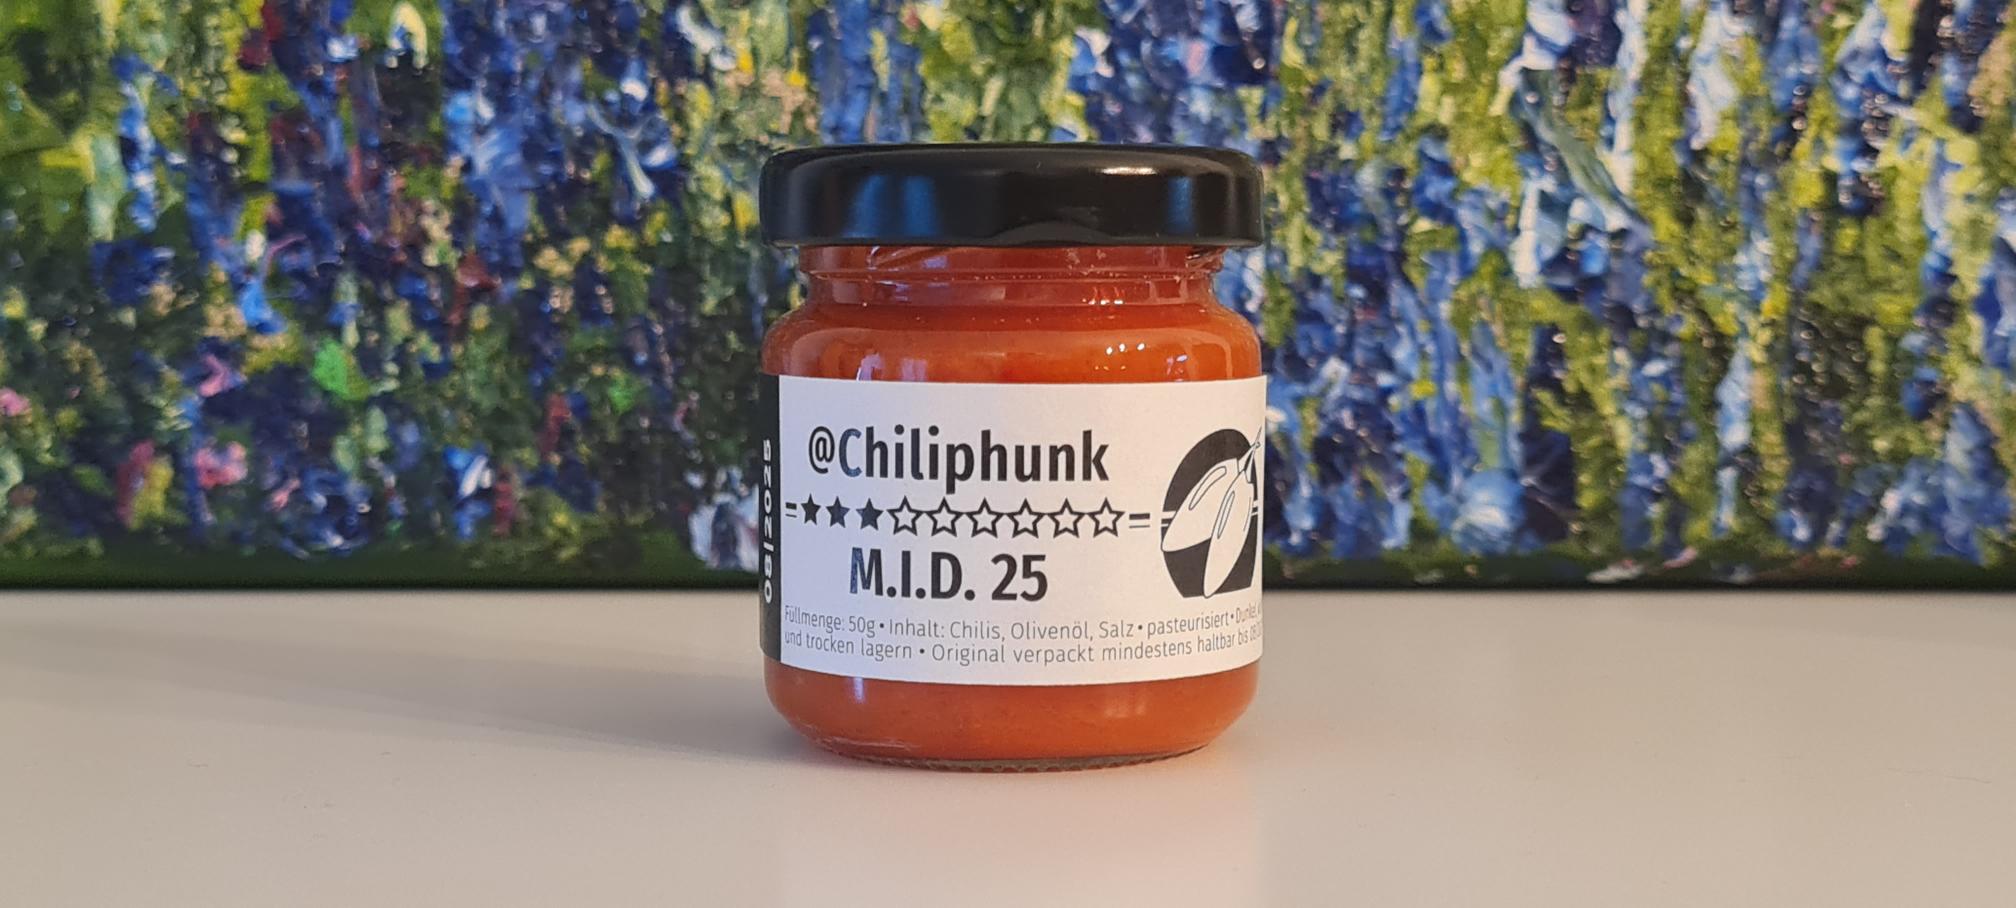 @Chiliphunk
M.I.D. 25
Füllmenge: 50g • Inhalt: Chilis, Olivenöl, Salz • pasteurisiert • Dunkel,
und trocken lagern • Original verpackt mindestens haltbar bis
08|2025